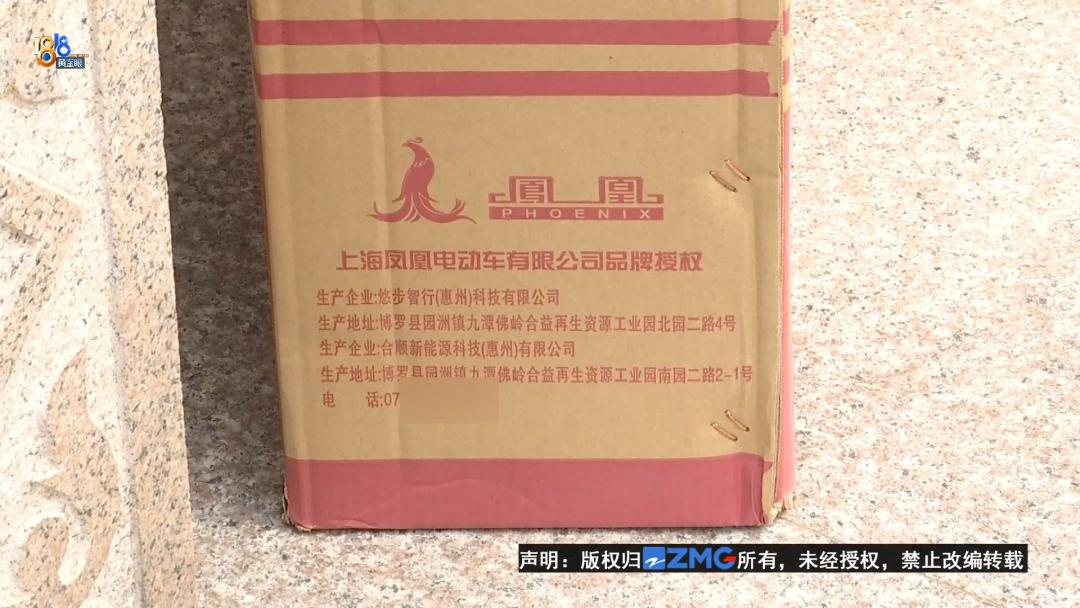 1818
黄金眼
鳳凰
PHOENIX
上海凤凰电动车有限公司品牌授权
生产企业:悠步智行(惠州)科技有限公司
生产地址:博罗县园洲镇九潭佛岭合益再生资源工业园北园二路4号
生产企业:合顺新能源科技(惠州)有限公司
生产地址:博罗县园洲镇九潭佛岭合益再生资源工业园南园二路2-1号
电 话:07
声明：版权归ZMG所有，未经授权，禁止改编转载